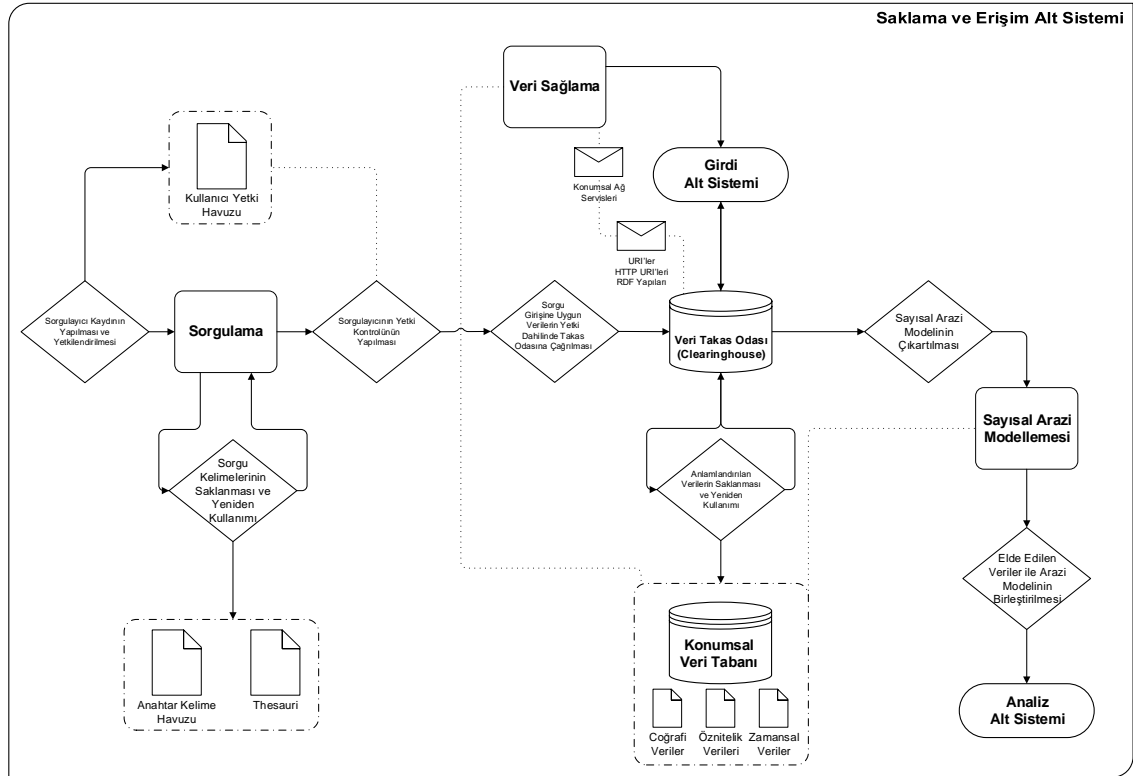 Saklama ve Erişim Alt Sistemi
Veri Sağlama
Girdi
Alt Sistemi
Konumsal Ağ
Servisleri
Kullanıcı Yetki
Havuzu
URI'ler
HTTP URI'leri
RDF Yapıları
Sorgulayıcı Kaydının
Yapılması ve
Yetkilendirilmesi
Sorgulama
Sorgulayıcının Yetki
Kontrolünün
Yapılması
Sorgu
Girişine Uygun
Verilerin Yetki
Dahilinde Takas
Odasına Çağrılması
Veri Takas Odası
(Clearinghouse)
Sayısal Arazi
Modelinin
Çıkartılması
Sayısal Arazi
Modellemesi
Sorgu
Kelimelerinin
Saklanması ve
Yeniden
Kullanımı
Anlamlandırılan
Verilerin Saklanması
ve Yeniden
Kullanımı
Elde Edilen
Veriler ile Arazi
Modelinin
Birleştirilmesi
Konumsal
Veri Tabanı
Anahtar Kelime
Havuzu
Thesauri
Coğrafi
Veriler
Öznitelik
Verileri
Zamansal
Veriler
Analiz
Alt Sistemi